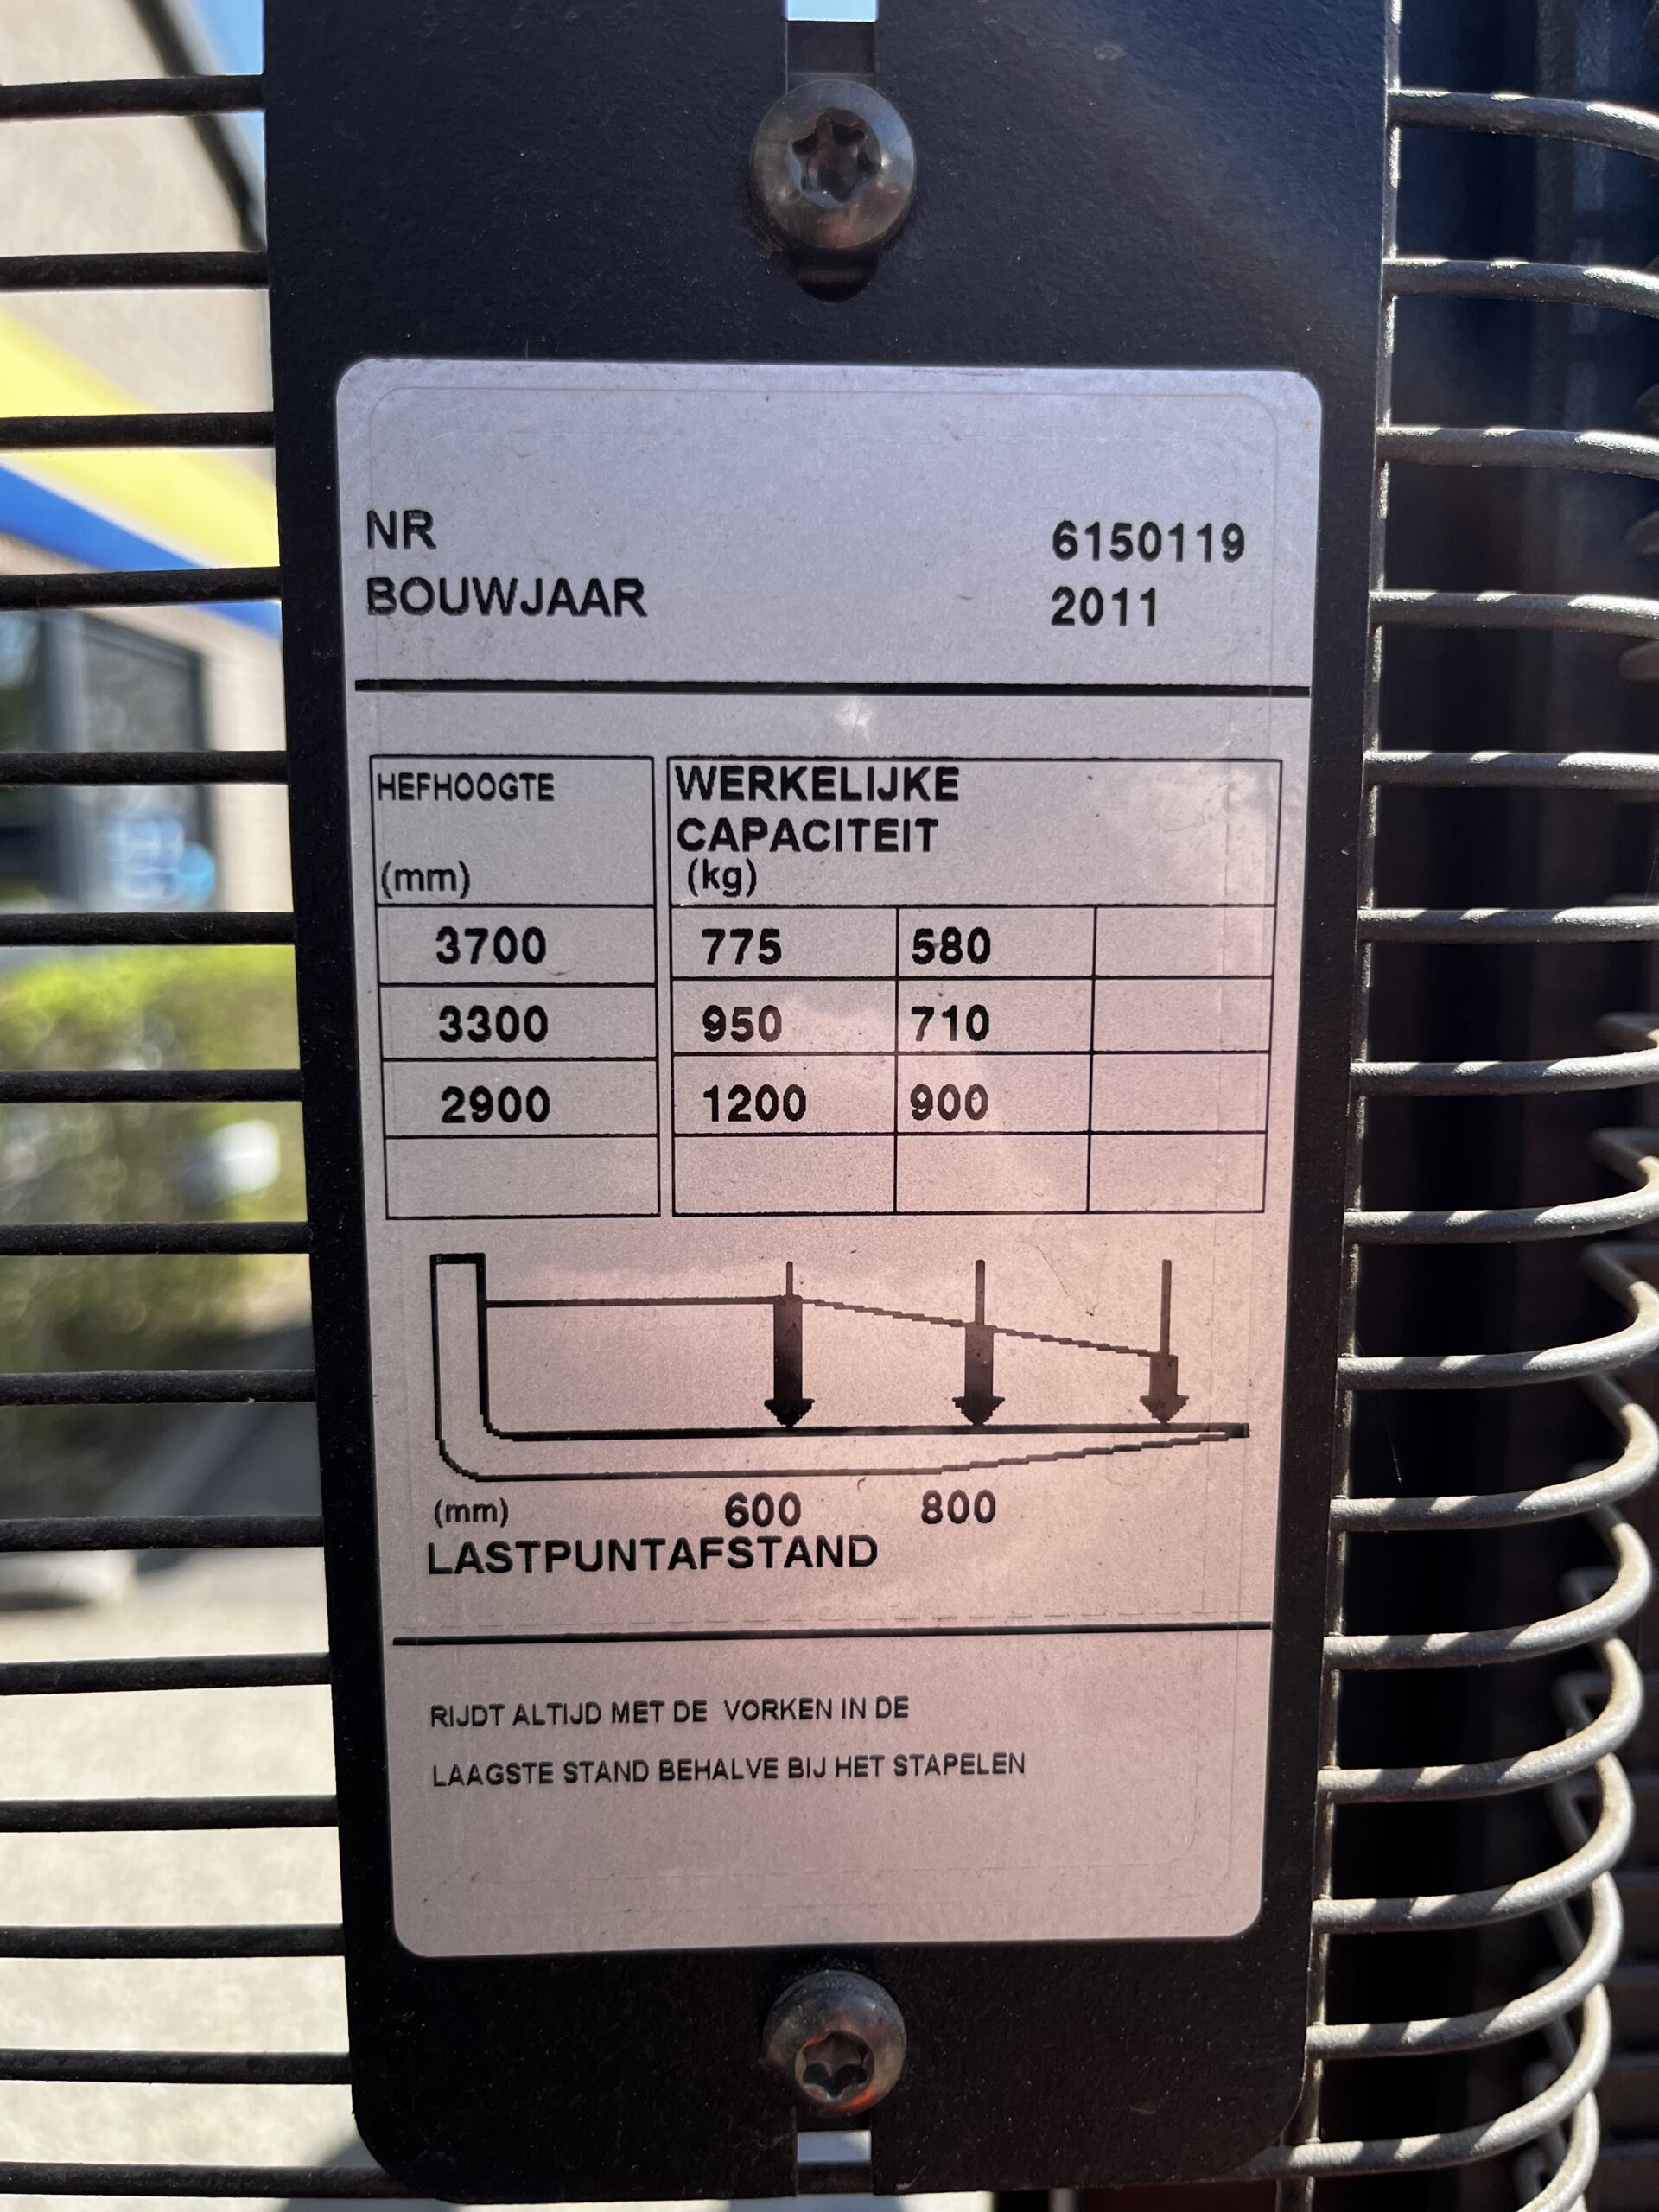 NR 6150119
BOUWJAAR 2011
HEFHOOGTE
(mm)
WERKELIJKE
CAPACITEIT
(kg)
3700 775 580
3300 950 710
2900 1200 900
(mm) 600 800
LASTPUNTAFSTAND
RIJDT ALTIJD MET DE VORKEN IN DE
LAAGSTE STAND BEHALVE BIJ HET STAPELEN